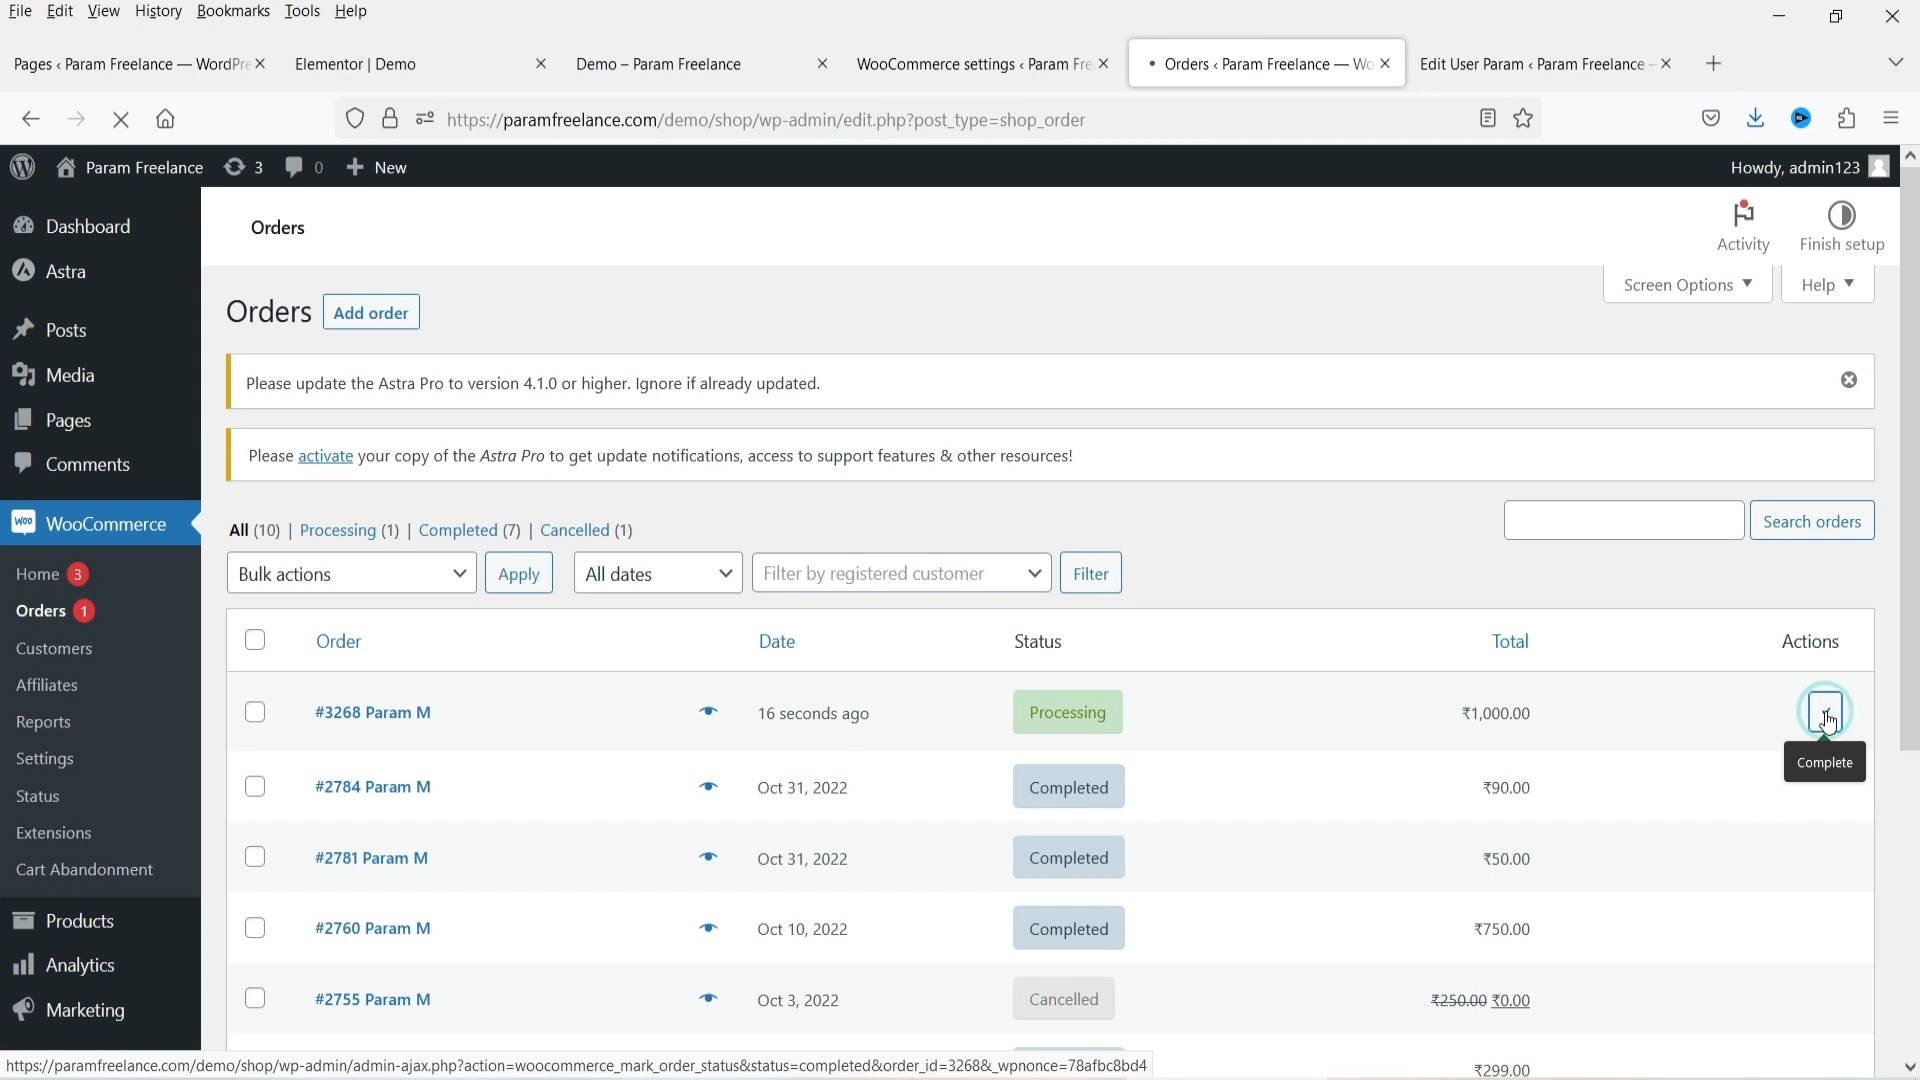 File Edit View History Bookmarks Tools Help
Pages ‹ Param Freelance — WordPre Elementor | Demo Demo – Param Freelance WooCommerce settings ‹ Param Fre Orders ‹ Param Freelance — Wo Edit User Param ‹ Param Freelance –
https://paramfreelance.com/demo/shop/wp-admin/edit.php?post_type=shop_order
Param Freelance 3 0 New Howdy, admin123
Dashboard
Astra
Posts
Media
Pages
Comments
WooCommerce
Home 3
Orders 1
Customers
Affiliates
Reports
Settings
Status
Extensions
Cart Abandonment
Products
Analytics
Marketing
Orders
Activity Finish setup
Screen Options Help
Orders Add order
Please update the Astra Pro to version 4.1.0 or higher. Ignore if already updated.
Please activate your copy of the Astra Pro to get update notifications, access to support features & other resources!
All (10) | Processing (1) | Completed (7) | Cancelled (1)
Search orders
Bulk actions Apply All dates Filter by registered customer Filter
Order Date Status Total Actions
#3268 Param M 16 seconds ago Processing ₹1,000.00
Complete
#2784 Param M Oct 31, 2022 Completed ₹90.00
#2781 Param M Oct 31, 2022 Completed ₹50.00
#2760 Param M Oct 10, 2022 Completed ₹750.00
#2755 Param M Oct 3, 2022 Cancelled ₹250.00 ₹0.00
₹299.00
https://paramfreelance.com/demo/shop/wp-admin/admin-ajax.php?action=woocommerce_mark_order_status&status=completed&order_id=3268&_wpnonce=78afbc8bd4